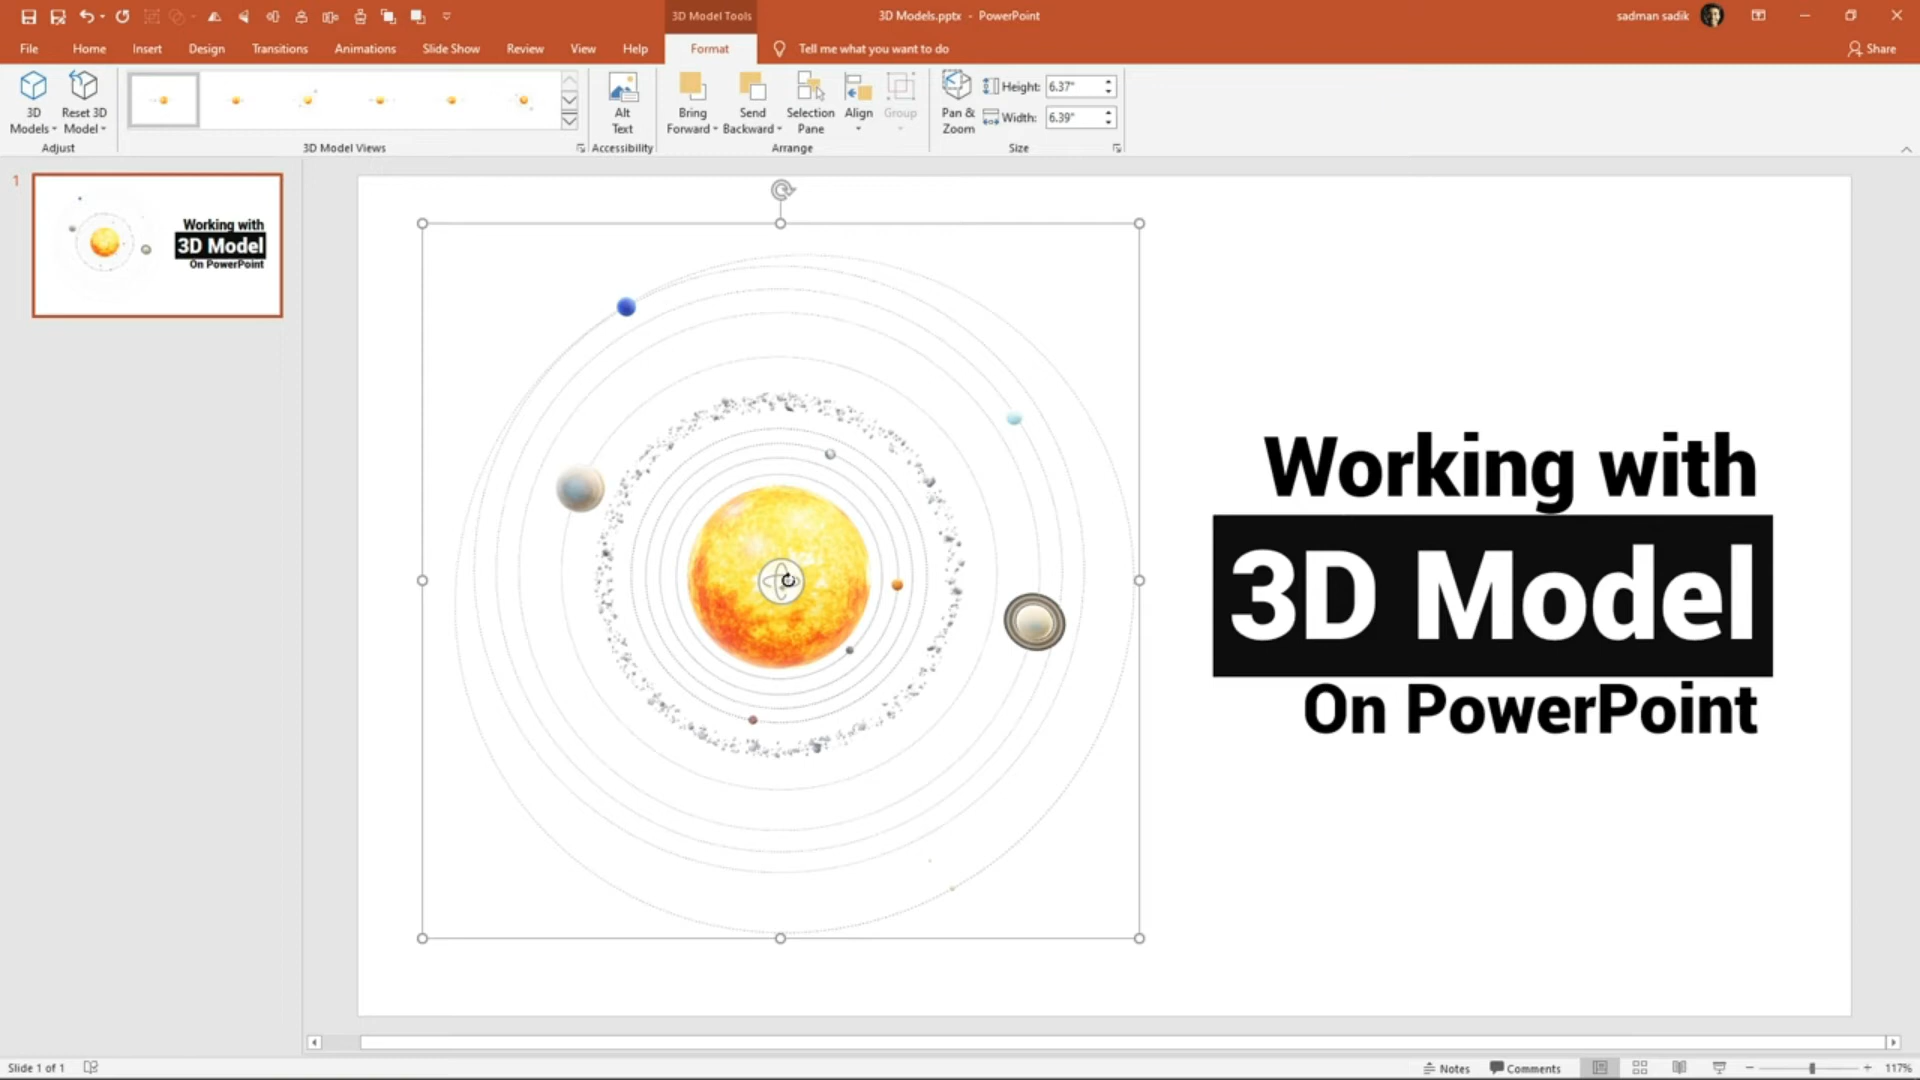 3D Model Tools
3D Models.pptx - PowerPoint
sadman sadik
File Home Insert Design Transitions Animations Slide Show Review View Help Format Tell me what you want to do Share
3D Models
Reset 3D Model
Adjust
3D Model Views
Alt Text
Accessibility
Bring Forward
Send Backward
Selection Pane
Align
Group
Arrange
Pan & Zoom
Height: 6.37"
Width: 6.39"
Size
1
Working with
3D Model
On PowerPoint
Working with
3D Model
On PowerPoint
Slide 1 of 1
Notes Comments 117%